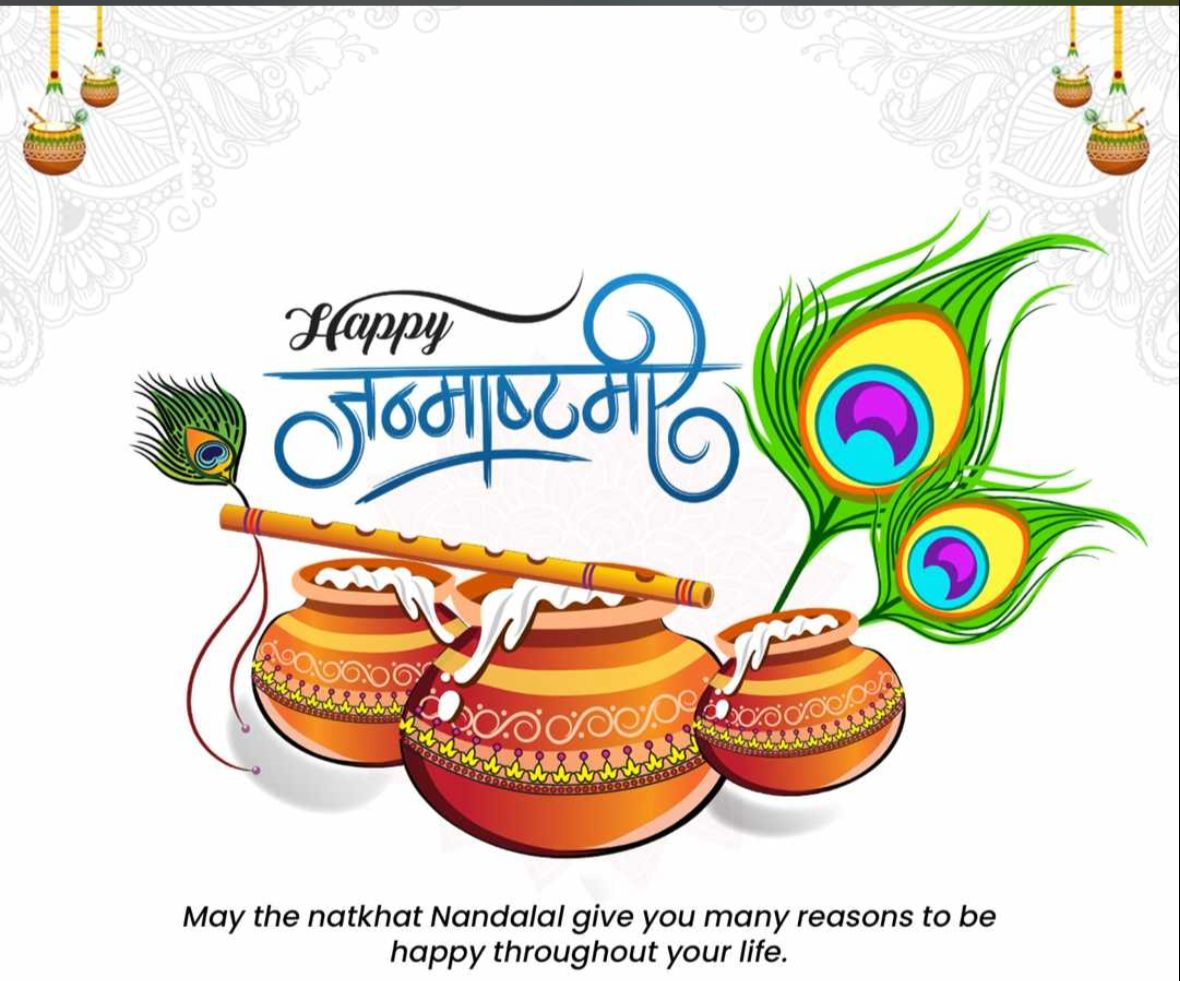 Happy
जन्माष्टमी
May the natkhat Nandalal give you many reasons to be
happy throughout your life.